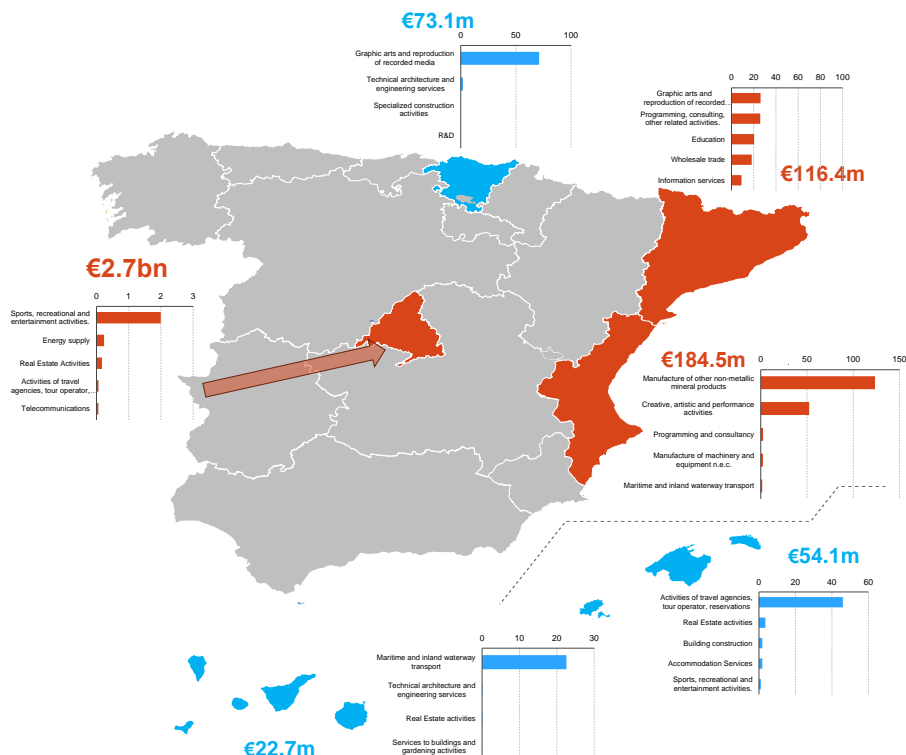 €73.1m
0 50 100
Graphic arts and reproduction
of recorded media
Technical architecture and
engineering services
Specialized construction
activities
R&D
0 20 40 60 80 100
Graphic arts and
reproduction of recorded…
Programming, consulting,
other related activities.
Education
Wholesale trade
Information services
€116.4m
€2.7bn
0 1 2 3
Sports, recreational and
entertainment activities.
Energy supply
Real Estate Activities
Activities of travel
agencies, tour operator,…
Telecommunications
€184.5m
0 50 100 150
Manufacture of other non-metallic
mineral products
Creative, artistic and performance
activities
Programming and consultancy
Manufacture of machinery and
equipment n.e.c.
Maritime and inland waterway transport
€54.1m
0 20 40 60
Activities of travel agencies,
tour operator, reservations
Real Estate activities
Building construction
Accommodation Services
Sports, recreational and
entertainment activities.
0 10 20 30
Maritime and inland waterway
transport
Technical architecture and
engineering services
Real Estate activities
Services to buildings and
gardening activities
€22.7m